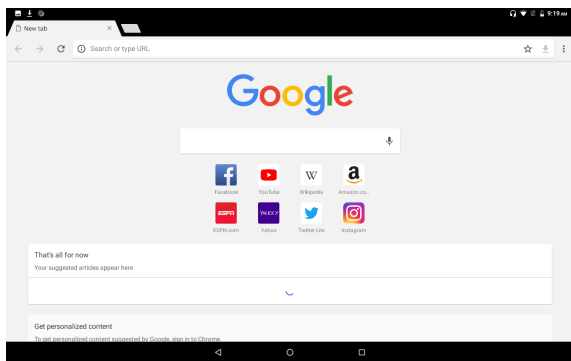 9:19 AM
New tab
Search or type URL
Google
f
W
a
Facebook
YouTube
Wikipedia
Amazon.co...
ESPN
YAHOO!
ESPN.com
Yahoo
Twitter Lite
Instagram
That's all for now
Your suggested articles appear here
Get personalized content
To get personalized content suggested by Google, sign in to Chrome.